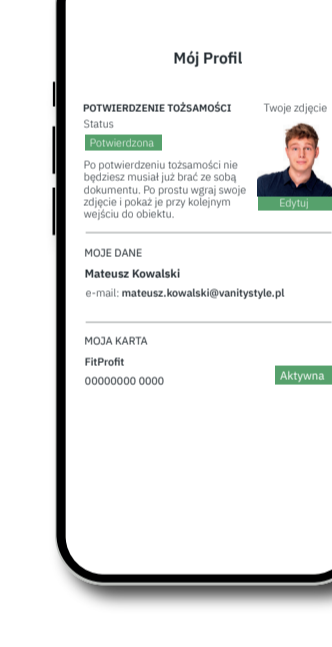 Mój Profil
POTWIERDZENIE TOŻSAMOŚCI
Twoje zdjęcie
Status
Potwierdzona
Po potwierdzeniu tożsamości nie
będziesz musiał już brać ze sobą
dokumentu. Po prostu wgraj swoje
zdjęcie i pokaż je przy kolejnym
wejściu do obiektu.
Edytuj
MOJE DANE
Mateusz Kowalski
e-mail: mateusz.kowalski@vanitystyle.pl
MOJA KARTA
FitProfit
00000000 0000
Aktywna